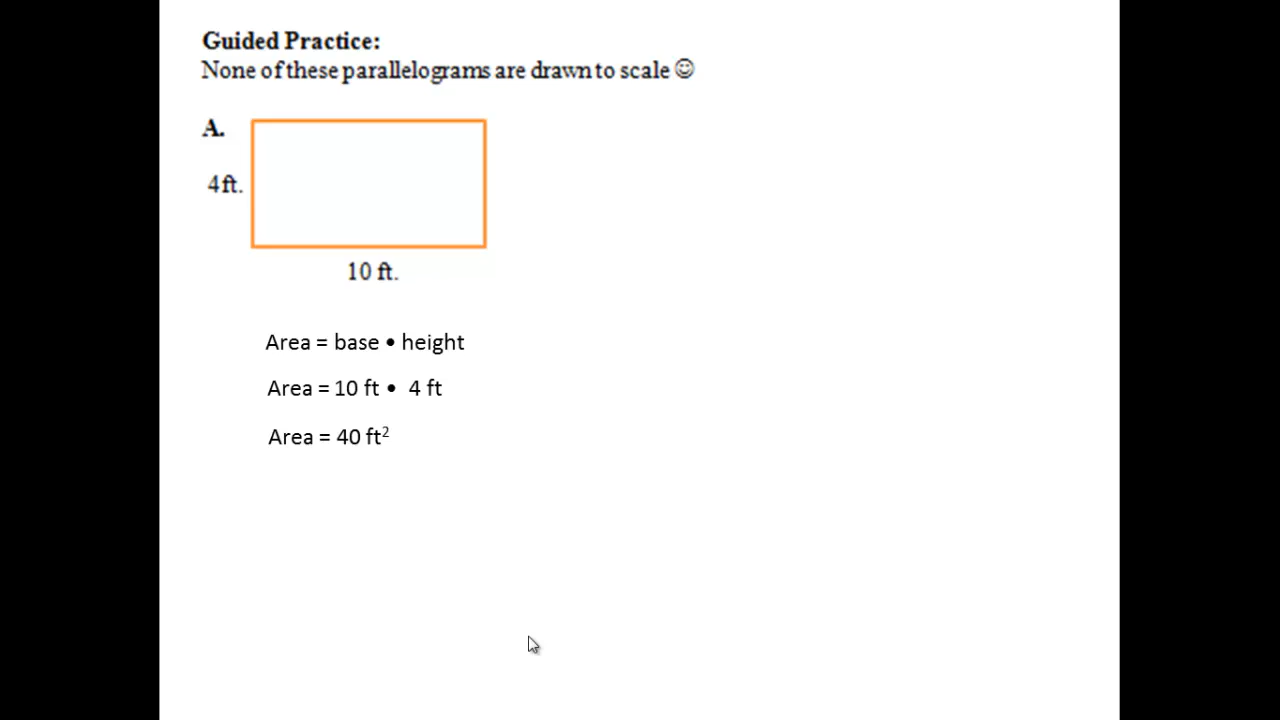 Guided Practice:
None of these parallelograms are drawn to scale ☺
A.
4ft.
10 ft.
Area = base • height
Area = 10 ft • 4 ft
Area = 40 ft²